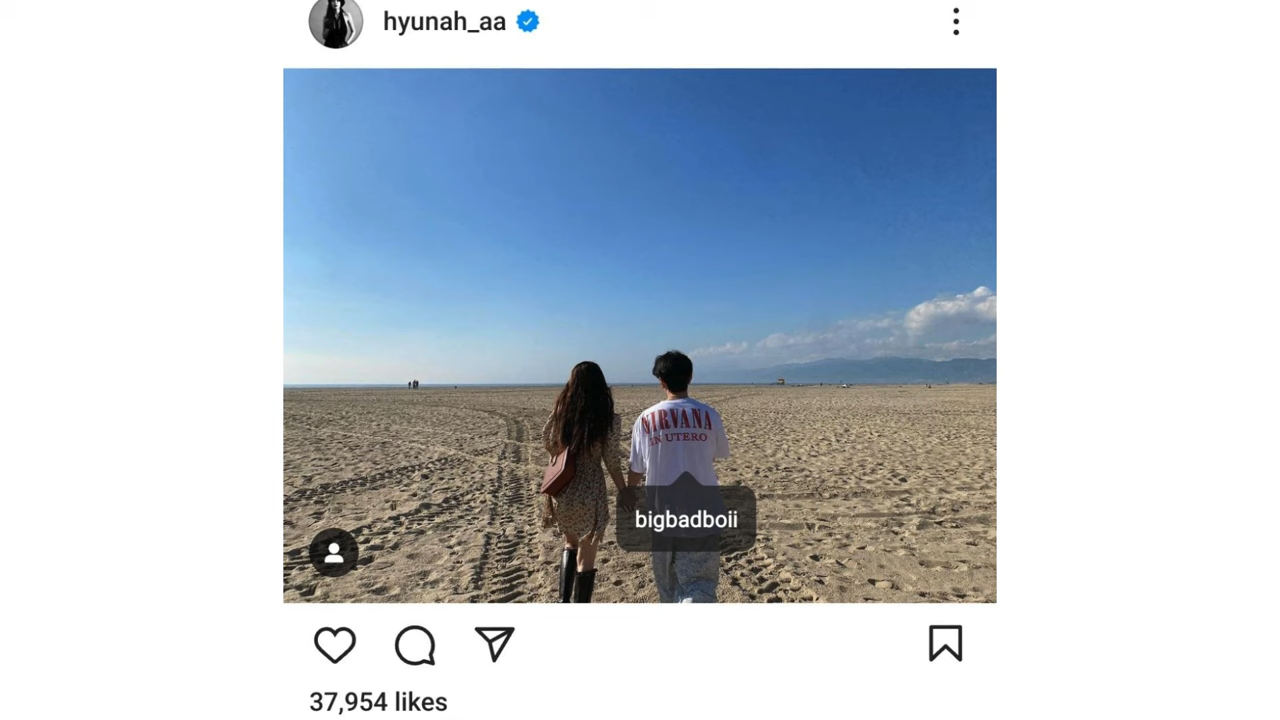 hyunah_aa
NIRVANA
IN UTERO
bigbadboii
37,954 likes